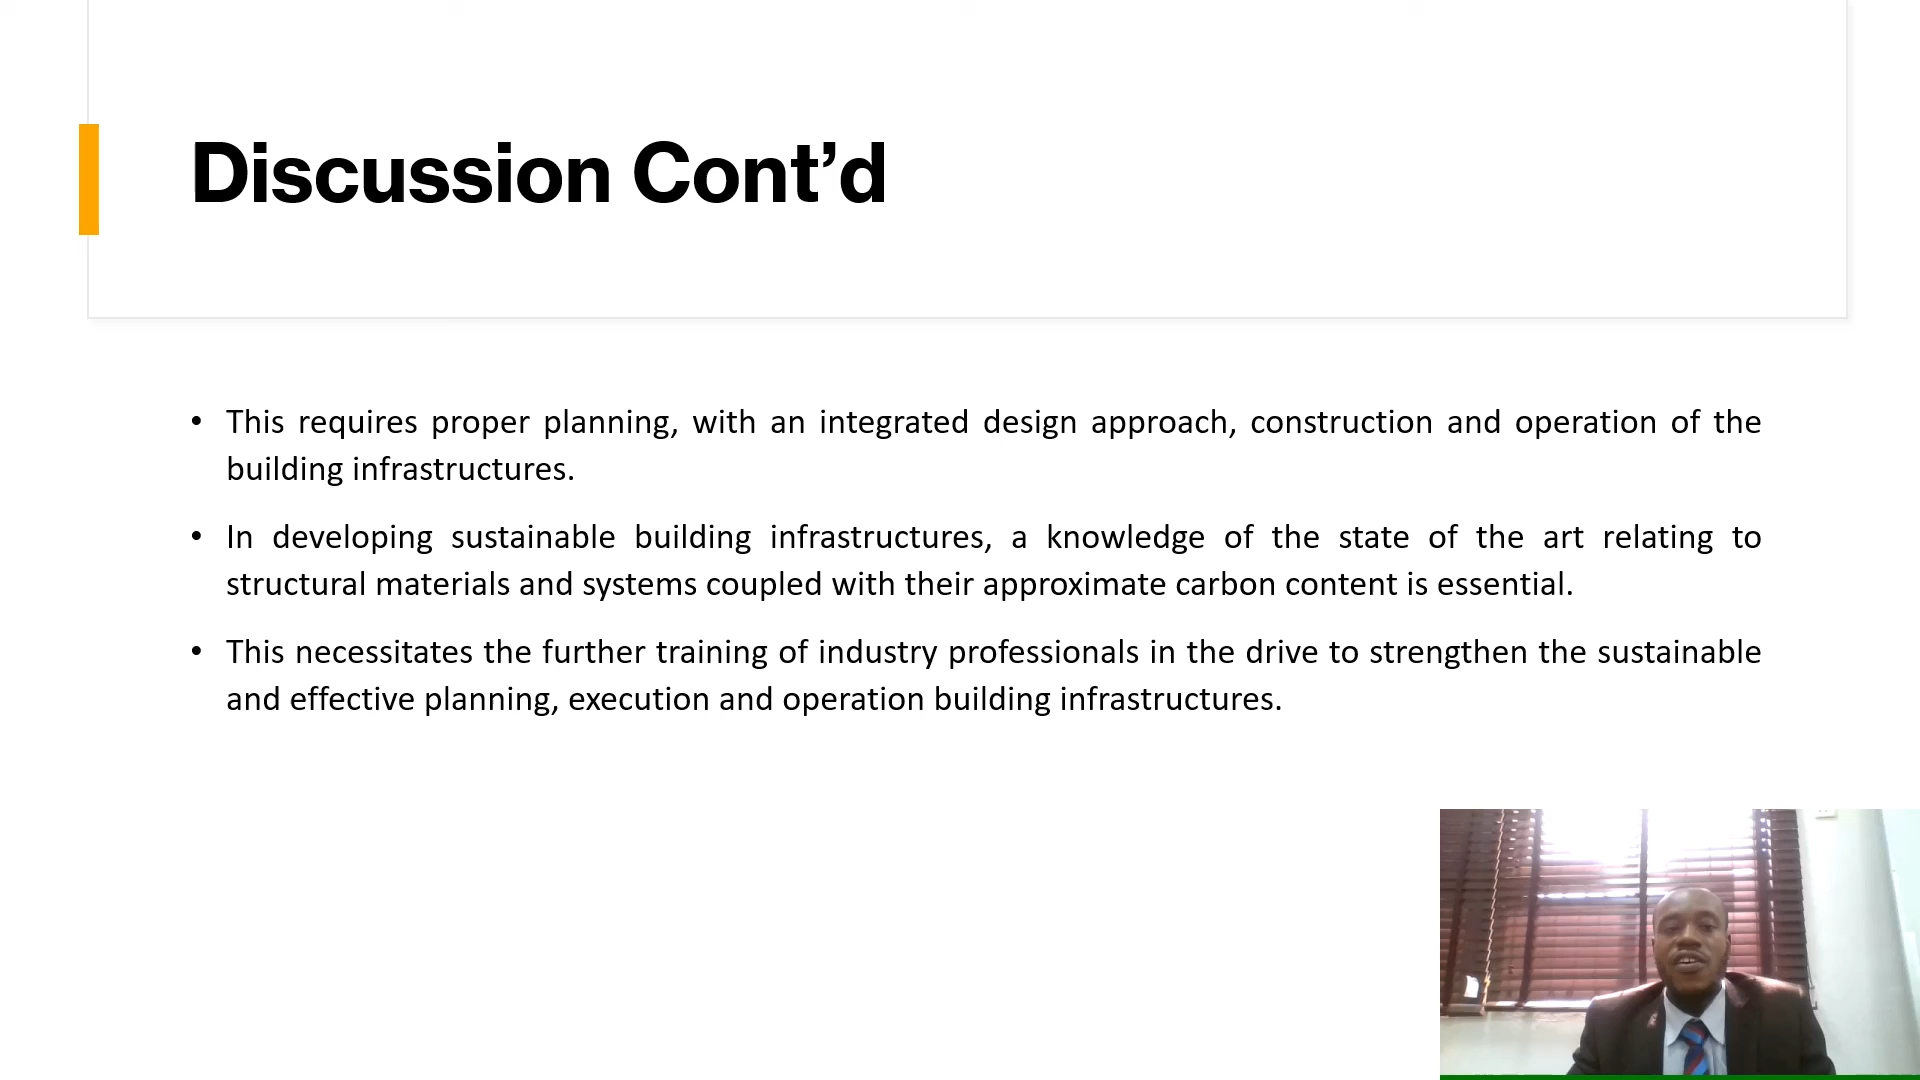 Discussion Cont’d
• This requires proper planning, with an integrated design approach, construction and operation of the
building infrastructures.
• In developing sustainable building infrastructures, a knowledge of the state of the art relating to
structural materials and systems coupled with their approximate carbon content is essential.
• This necessitates the further training of industry professionals in the drive to strengthen the sustainable
and effective planning, execution and operation building infrastructures.